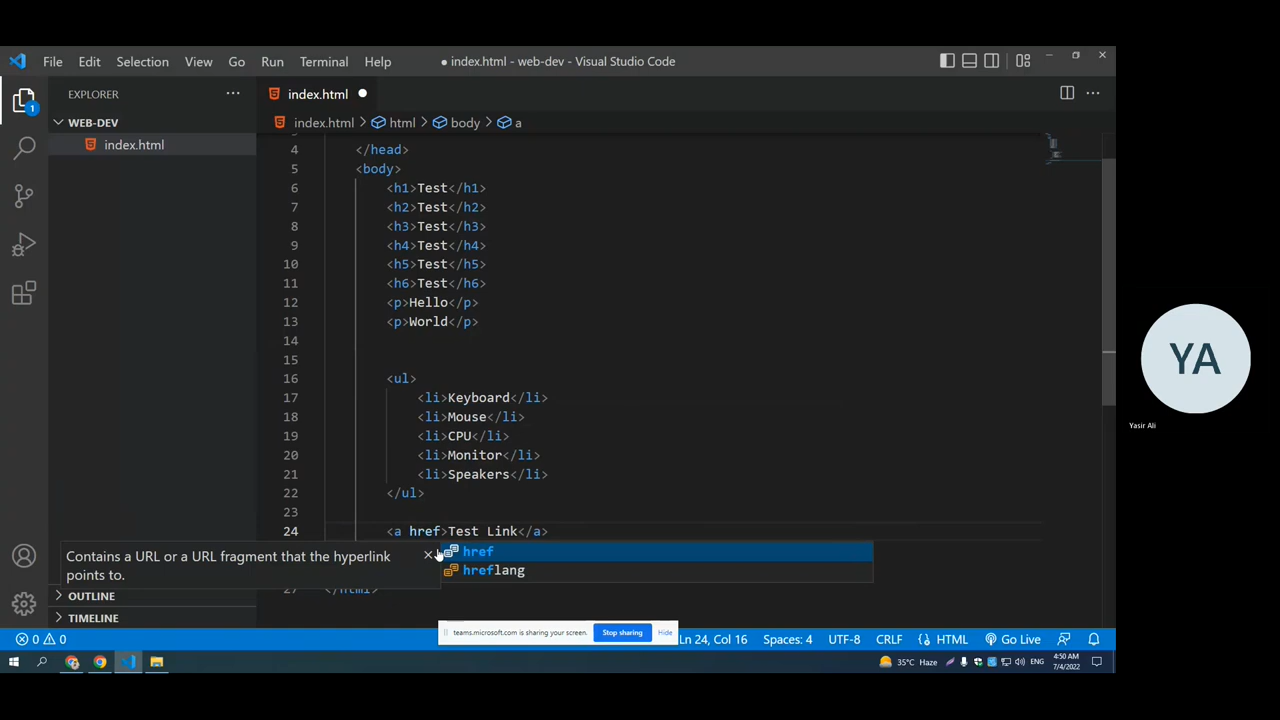 File Edit Selection View Go Run Terminal Help
● index.html - web-dev - Visual Studio Code
EXPLORER
index.html
1
WEB-DEV
index.html
index.html > html > body > a
4 </head>
5 <body>
6 <h1>Test</h1>
7 <h2>Test</h2>
8 <h3>Test</h3>
9 <h4>Test</h4>
10 <h5>Test</h5>
11 <h6>Test</h6>
12 <p>Hello</p>
13 <p>World</p>
14
15
16 <ul>
17 <li>Keyboard</li>
18 <li>Mouse</li>
19 <li>CPU</li>
20 <li>Monitor</li>
21 <li>Speakers</li>
22 </ul>
23
24 <a href>Test Link</a>
Contains a URL or a URL fragment that the hyperlink
points to.
href
hreflang
27 </html>
OUTLINE
TIMELINE
teams.microsoft.com is sharing your screen. Stop sharing Hide
0 0 Ln 24, Col 16 Spaces: 4 UTF-8 CRLF HTML Go Live
35°C Haze ENG
4:50 AM
7/4/2022
YA
Yasir Ali